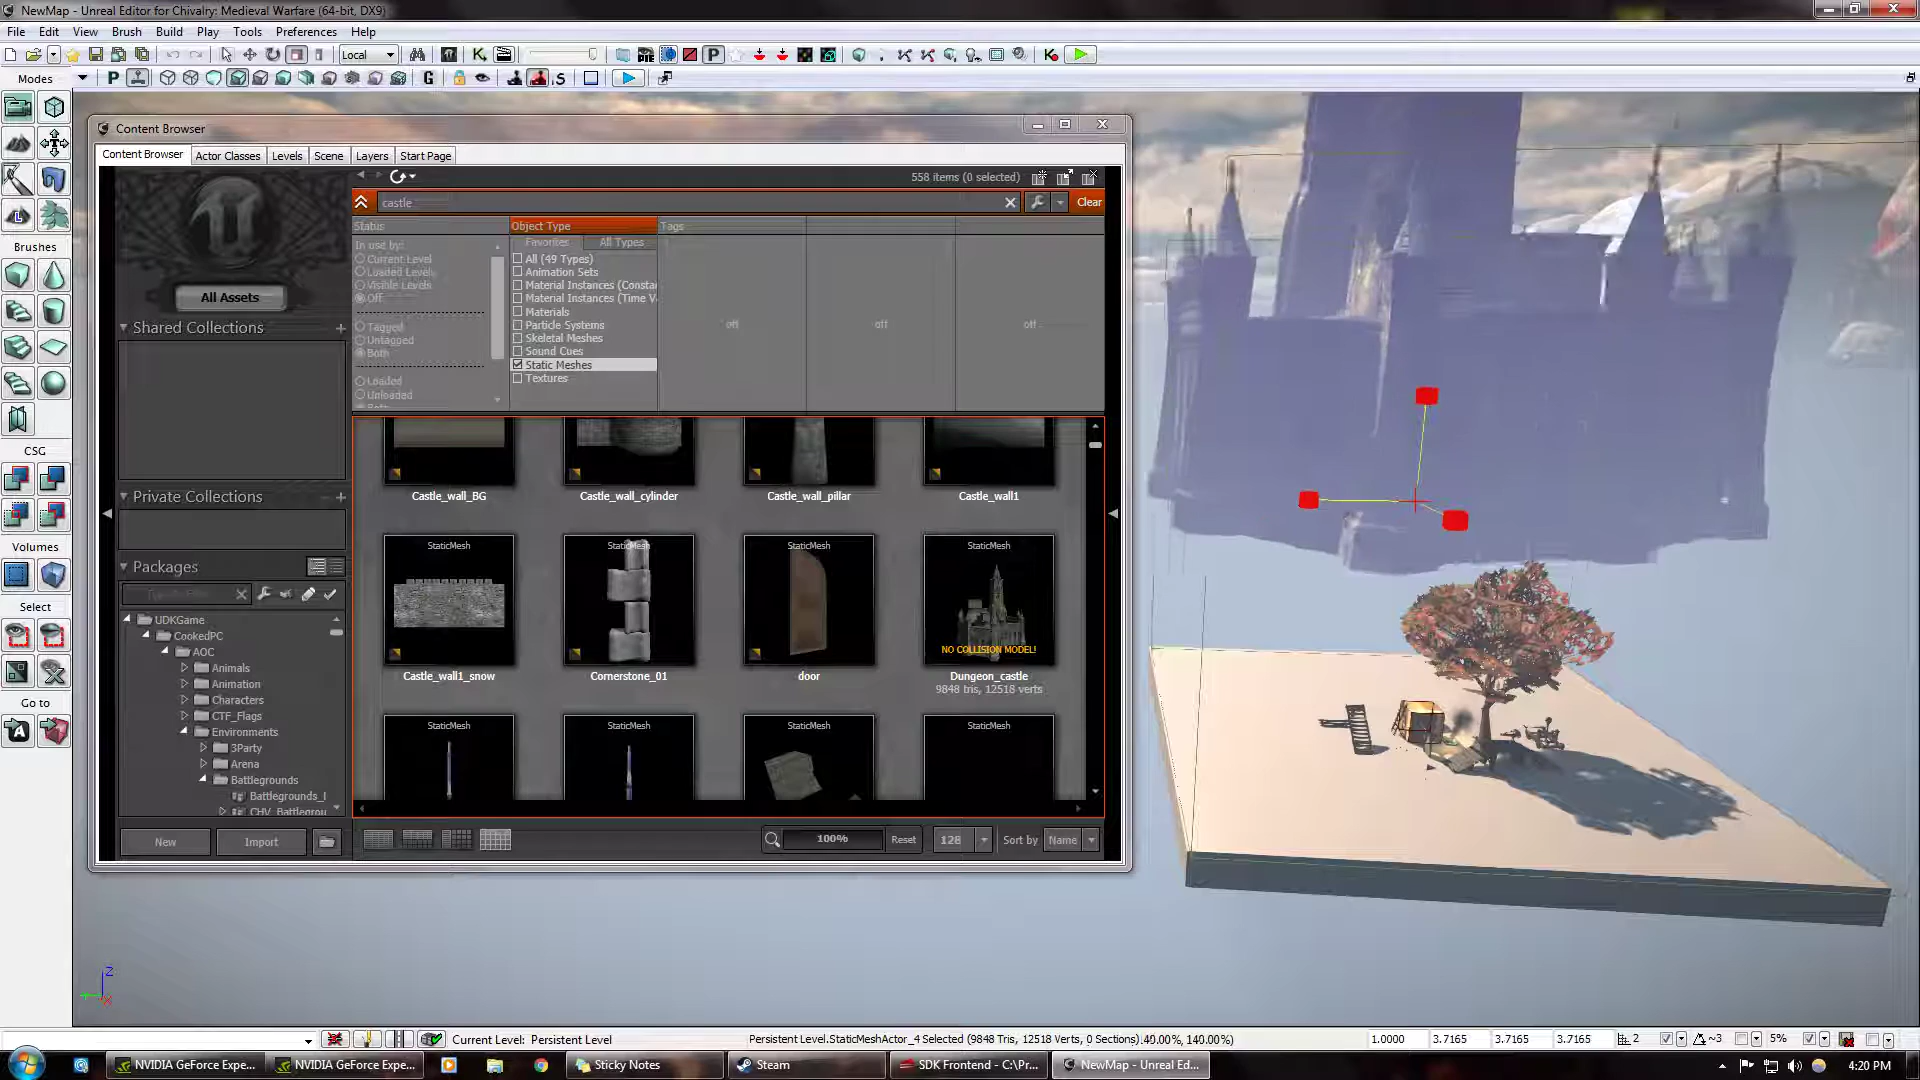 NewMap - Unreal Editor for Chivalry: Medieval Warfare (64-bit, DX9)
File Edit View Brush Build Play Tools Preferences Help
Local
Modes
Content Browser
Content Browser Actor Classes Levels Scene Layers Start Page
558 items (0 selected)
castle
Clear
Status
Object Type
Tags
Favorites
All Types
In use by:
Current Level
Loaded Levels
Visible Levels
Off
Tagged
Untagged
Both
Loaded
Unloaded
All (49 Types)
Animation Sets
Material Instances (Consta
Material Instances (Time V
Materials
Particle Systems
Skeletal Meshes
Sound Cues
Static Meshes
Textures
off
off
off
All Assets
Shared Collections
Private Collections
Packages
UDKGame
CookedPC
AOC
Animals
Animation
Characters
CTF_Flags
Environments
3Party
Arena
Battlegrounds
Battlegrounds_I
CHV_Battlegrou
New
Import
Castle_wall_BG
Castle_wall_cylinder
Castle_wall_pillar
Castle_wall1
StaticMesh
StaticMesh
StaticMesh
StaticMesh
NO COLLISION MODEL!
Castle_wall1_snow
Cornerstone_01
door
Dungeon_castle
9848 tris, 12518 verts
StaticMesh
StaticMesh
StaticMesh
StaticMesh
100%
Reset
128
Sort by
Name
Brushes
CSG
Volumes
Select
Go to
Current Level: Persistent Level
Persistent Level.StaticMeshActor_4 Selected (9848 Tris, 12518 Verts, 0 Sections)
1.0000
3.7165
3.7165
3.7165
2
~3
5%
NVIDIA GeForce Expe...
NVIDIA GeForce Expe...
Sticky Notes
Steam
SDK Frontend - C:\Pr...
NewMap - Unreal Ed...
4:20 PM